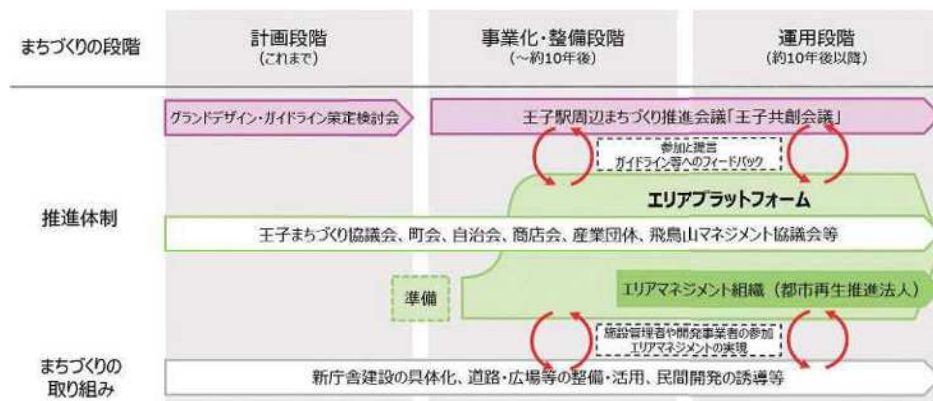 まちづくりの段階
計画段階
(これまで)
事業化・整備段階
(～約10年後)
運用段階
(約10年後以降)
グランドデザイン・ガイドライン策定検討会
王子駅周辺まちづくり推進会議「王子共創会議」
参加と提言
ガイドライン等へのフィードバック
推進体制
エリアプラットフォーム
王子まちづくり協議会、町会、自治会、商店会、産業団体、飛鳥山マネジメント協議会等
準備
エリアマネジメント組織（都市再生推進法人）
施設管理者や開発事業者の参加
エリアマネジメントの実現
まちづくりの
取り組み
新庁舎建設の具体化、道路・広場等の整備・活用、民間開発の誘導等